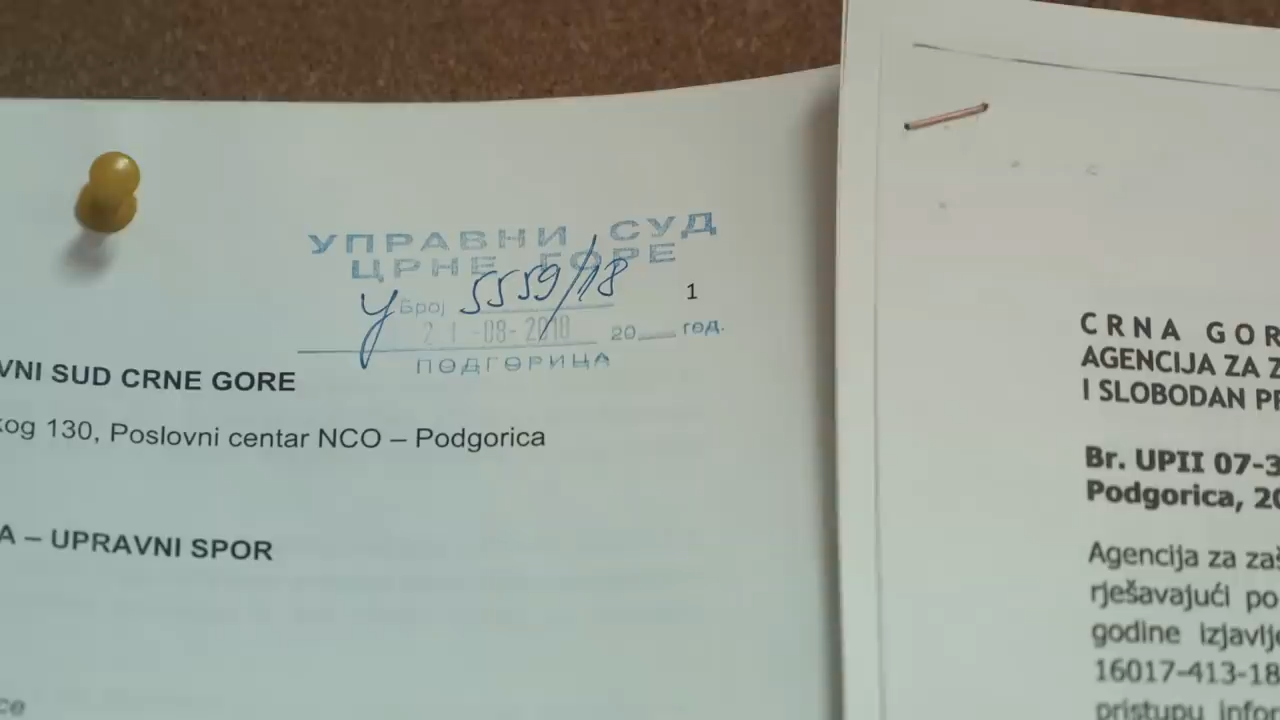 УПРАВНИ СУД
ЦРНЕ ГОРЕ
У Број 5559/18
1
21-08-2018 20 год.
ПОДГОРИЦА
VNI SUD CRNE GORE
kog 130, Poslovni centar NCO – Podgorica
A – UPRAVNI SPOR
ce
CRNA GOR
AGENCIJA ZA Z
I SLOBODAN PR
Br. UPII 07-3
Podgorica, 20
Agencija za zaš
rješavajući po
godine izjavlje
16017-413-18
pristupu infor